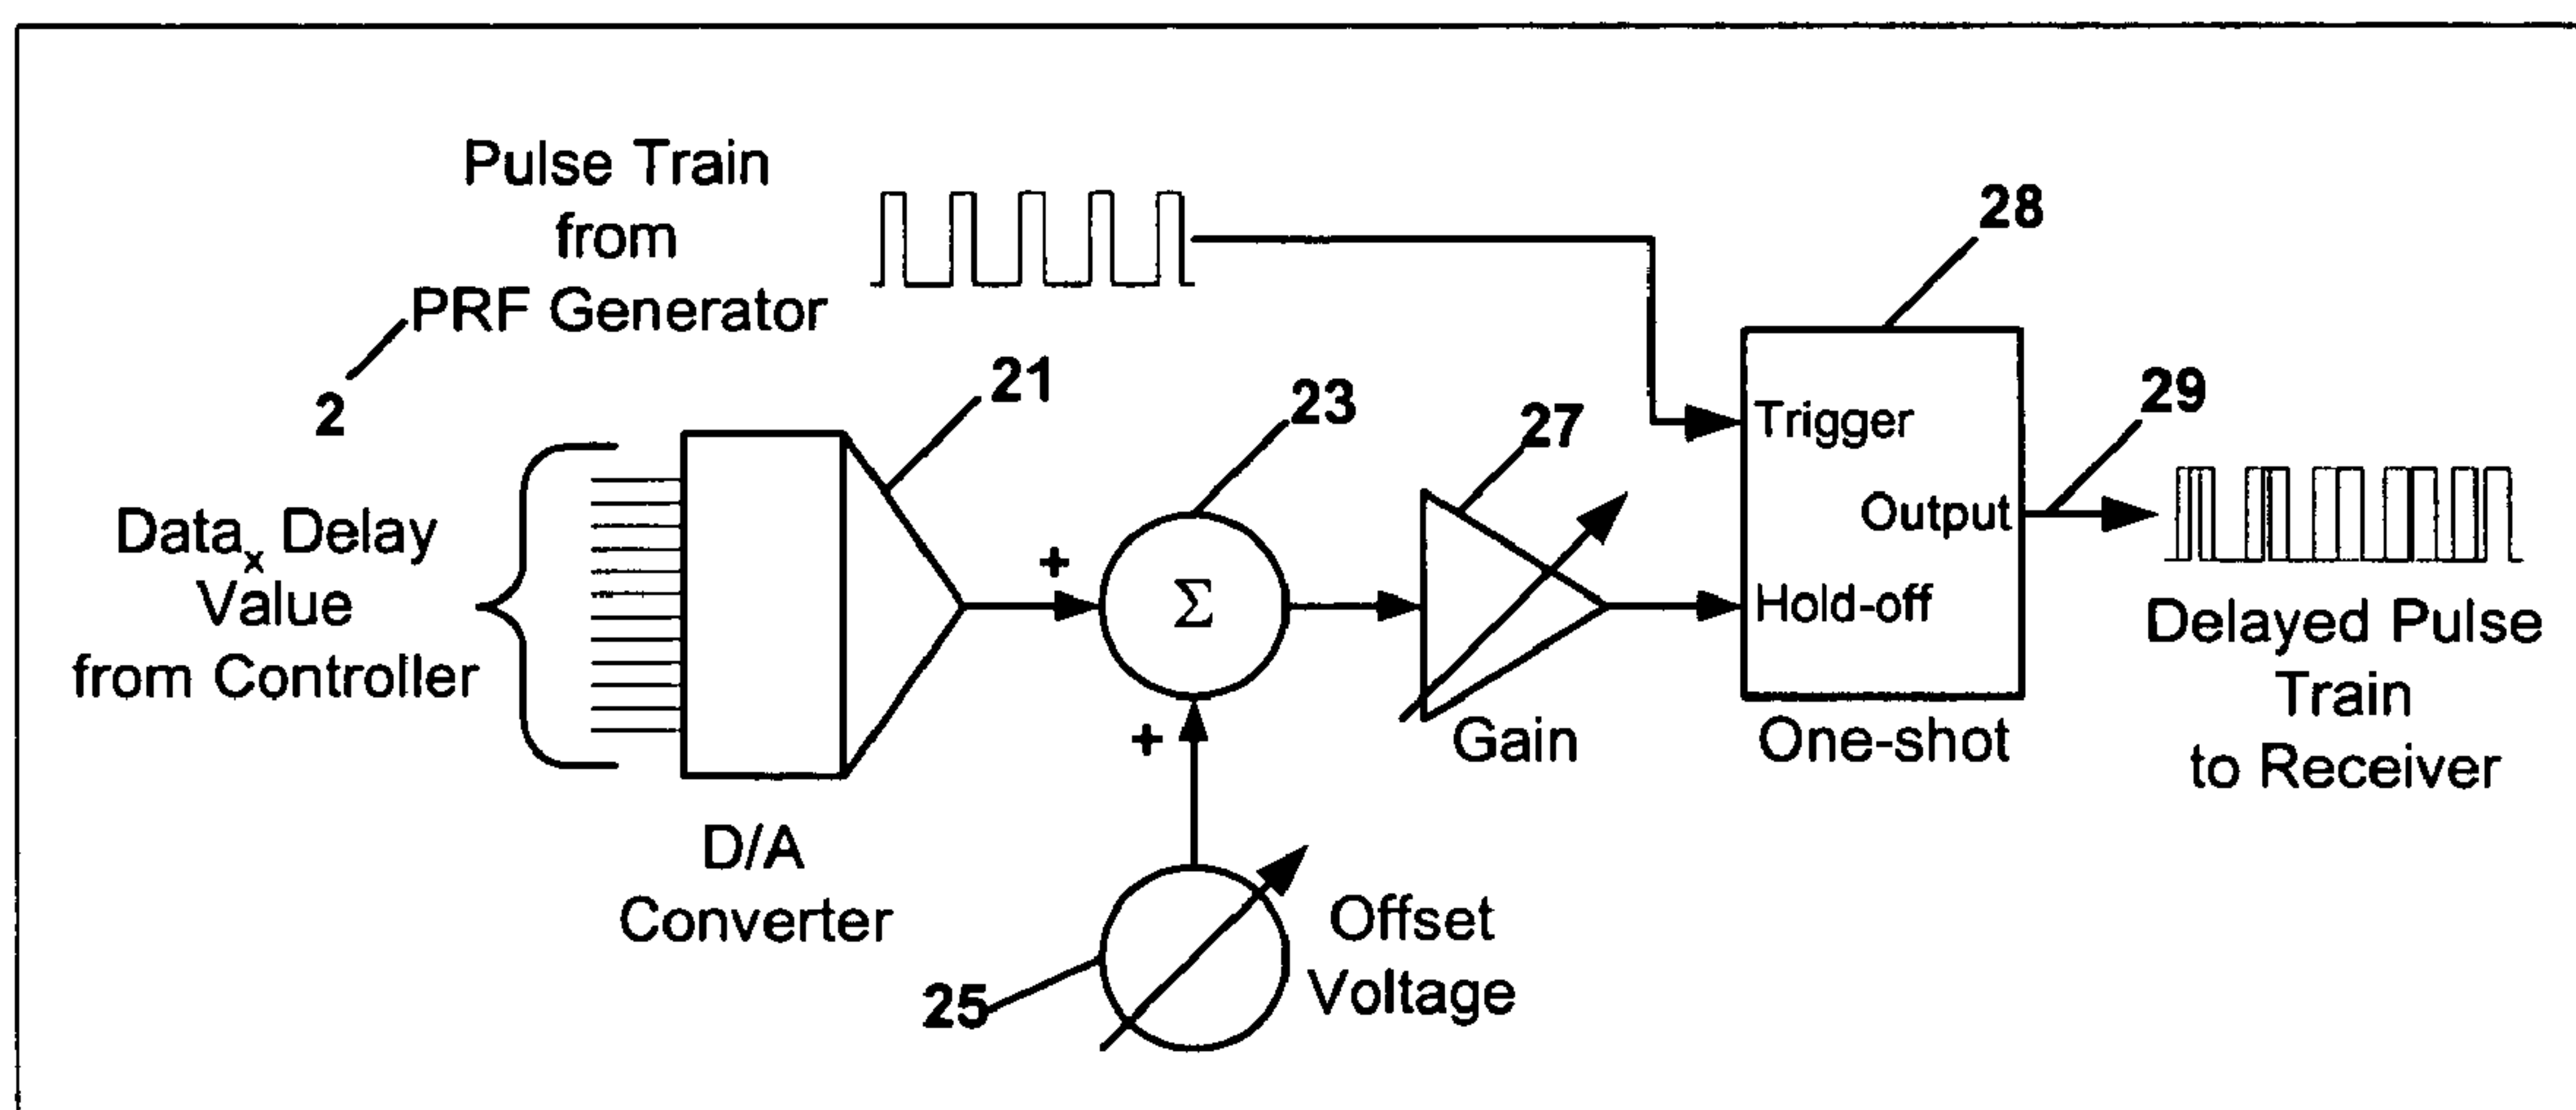 Pulse Train
from
PRF Generator
2
28
21
23
27
29
Trigger
Output
Hold-off
Data_x Delay
Value
from Controller
+
Σ
+
Gain
One-shot
Delayed Pulse
Train
to Receiver
D/A
Converter
25
Offset
Voltage